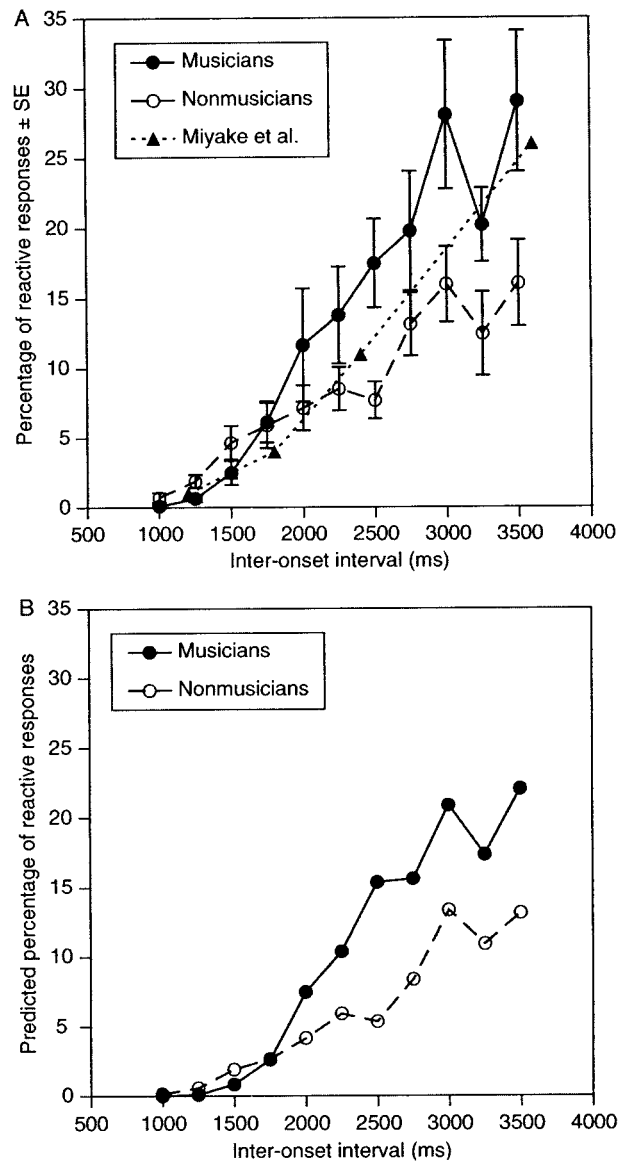 A
35
30
25
20
15
10
5
0
Percentage of reactive responses ± SE
Musicians
Nonmusicians
Miyake et al.
500 1000 1500 2000 2500 3000 3500 4000
Inter-onset interval (ms)
B
35
30
25
20
15
10
5
0
Predicted percentage of reactive responses
Musicians
Nonmusicians
500 1000 1500 2000 2500 3000 3500 4000
Inter-onset interval (ms)